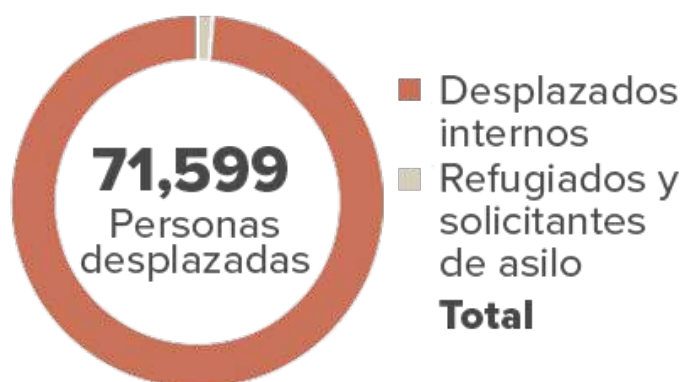 71,599
Personas
desplazadas
Desplazados
internos
Refugiados y
solicitantes
de asilo
Total